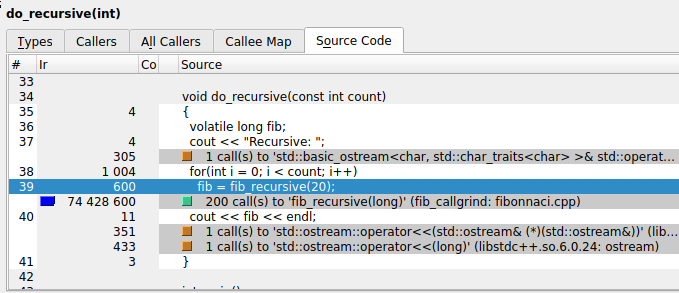 do_recursive(int)
Types Callers All Callers Callee Map Source Code
# Ir Co Source
33
34 void do_recursive(const int count)
35 4 {
36 volatile long fib;
37 4 cout << "Recursive: ";
305 1 call(s) to 'std::basic_ostream<char, std::char_traits<char> >& std::operat...
38 1 004 for(int i = 0; i < count; i++)
39 600 fib = fib_recursive(20);
74 428 600 200 call(s) to 'fib_recursive(long)' (fib_callgrind: fibonnaci.cpp)
40 11 cout << fib << endl;
351 1 call(s) to 'std::ostream::operator<<(std::ostream& (*)(std::ostream&))' (lib...
433 1 call(s) to 'std::ostream::operator<<(long)' (libstdc++.so.6.0.24: ostream)
41 3 }
42